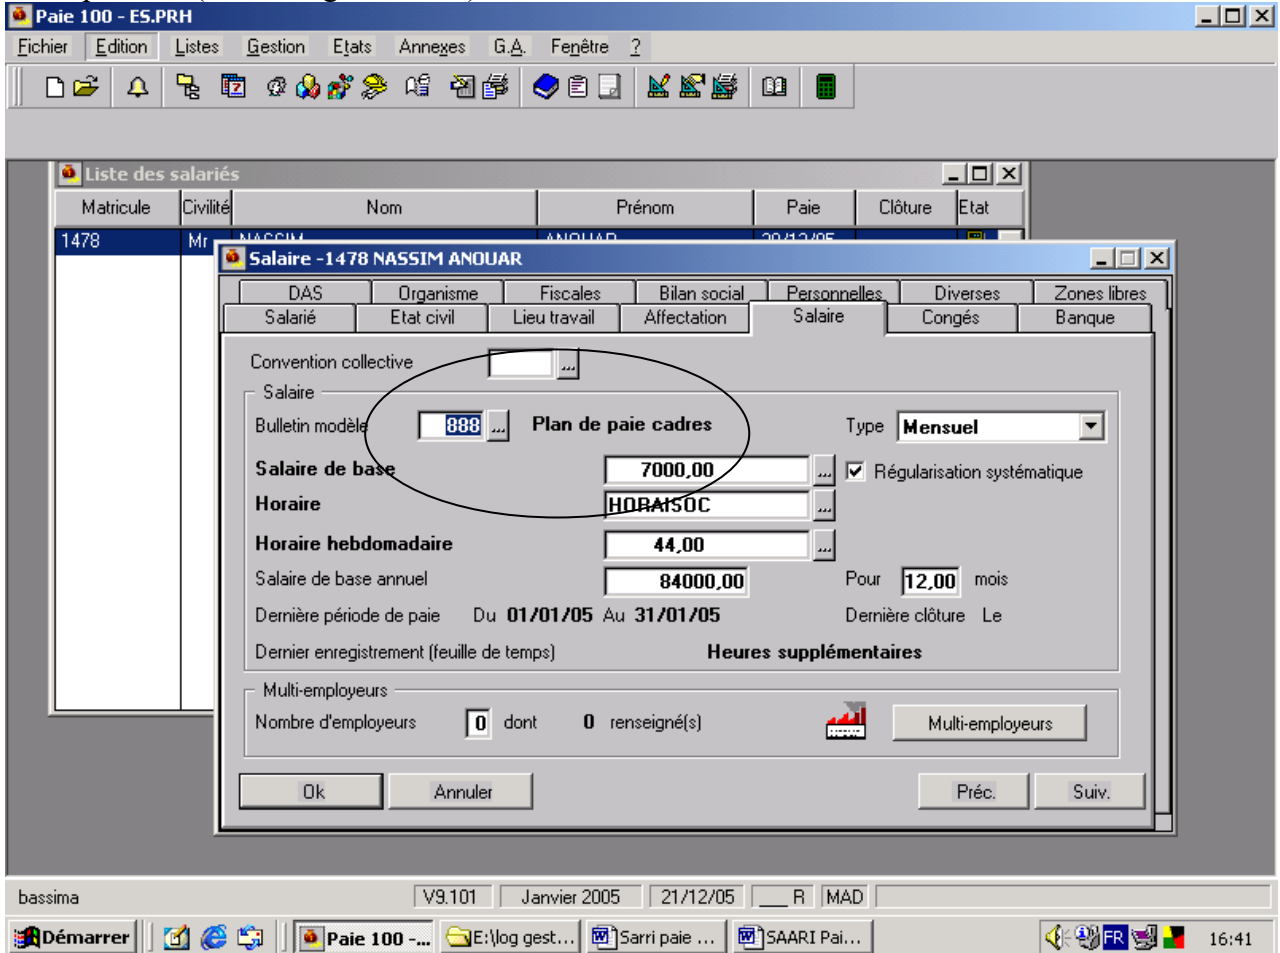 Paie 100 - ES.PRH
Fichier Edition Listes Gestion Etats Annexes G.A. Fenêtre ?
Liste des salariés
Matricule Civilité Nom Prénom Paie Clôture Etat
1478 Mr NASSIM ANOUAR
Salaire -1478 NASSIM ANOUAR
DAS Organisme Fiscales Bilan social Personnelles Diverses Zones libres
Salarié Etat civil Lieu travail Affectation Salaire Congés Banque
Convention collective ...
Salaire
Bulletin modèle 888 ... Plan de paie cadres Type Mensuel
Salaire de base 7000,00 ... Régularisation systématique
Horaire HORAISOC ...
Horaire hebdomadaire 44,00 ...
Salaire de base annuel 84000,00 Pour 12,00 mois
Dernière période de paie Du 01/01/05 Au 31/01/05 Dernière clôture Le
Dernier enregistrement (feuille de temps) Heures supplémentaires
Multi-employeurs
Nombre d'employeurs 0 dont 0 renseigné(s) Multi-employeurs
Ok Annuler Préc. Suiv.
bassima V9.101 Janvier 2005 21/12/05 ___ R MAD
Démarrer Paie 100 -... E:\log gest... Sarri paie ... SAARI Pai... FR 16:41